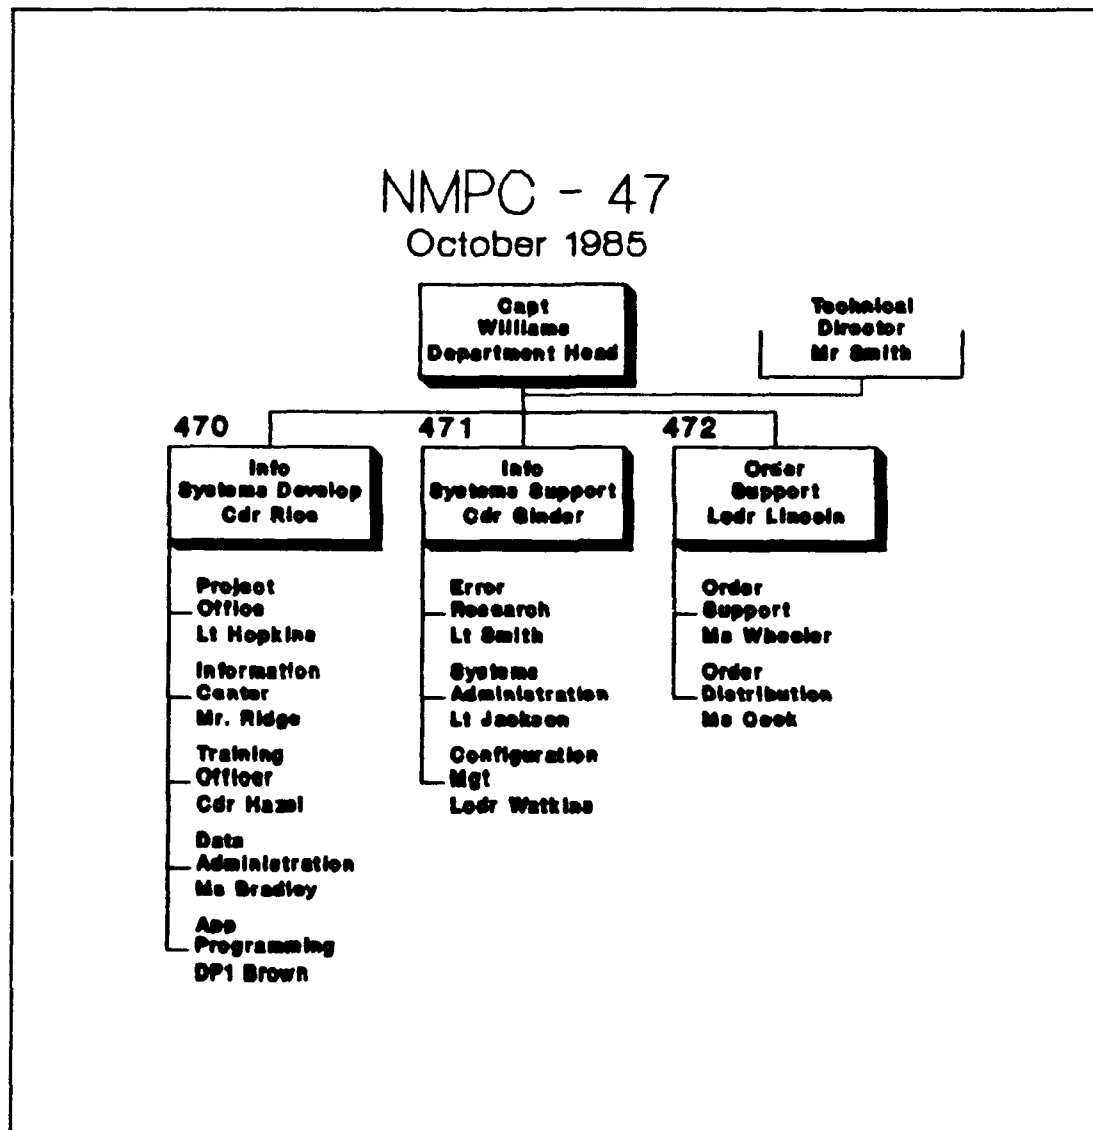 NMPC - 47
October 1985
Capt
Williams
Department Head
Technical
Director
Mr Smith
470
Info
Systems Develop
Cdr Rice
471
Info
Systems Support
Cdr
472
Order
Support
Lcdr Lincoln
Project
Office
Lt Hopkins
Information
Center
Mr. Ridge
Training
Officer
Cdr Hazel
Data
Administration
Ms Bradley
App
Programming
DP1 Brown
Error
Research
Lt Smith
Systems
Administration
Lt Jackson
Configuration
Mgt
Lcdr Watkins
Order
Support
Ms Wheeler
Order
Distribution
Ms